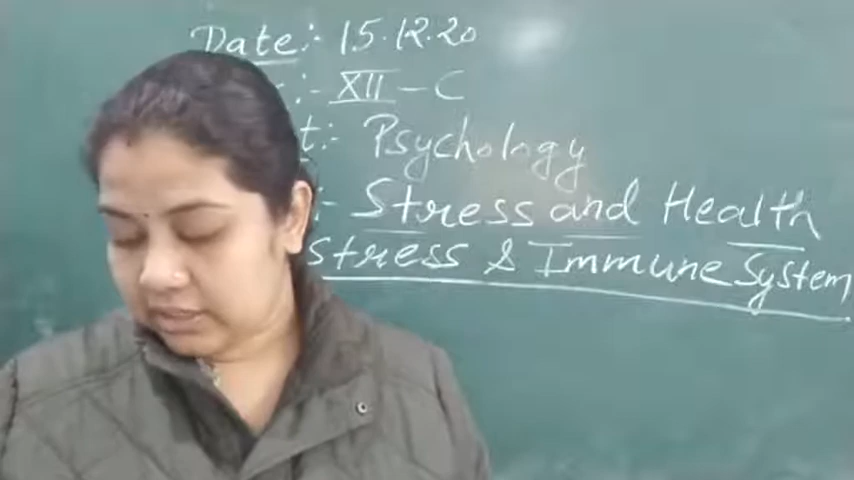 Date:- 15.12.20
:- XII - C
t:- Psychology
:- Stress and Health
Stress & Immune System